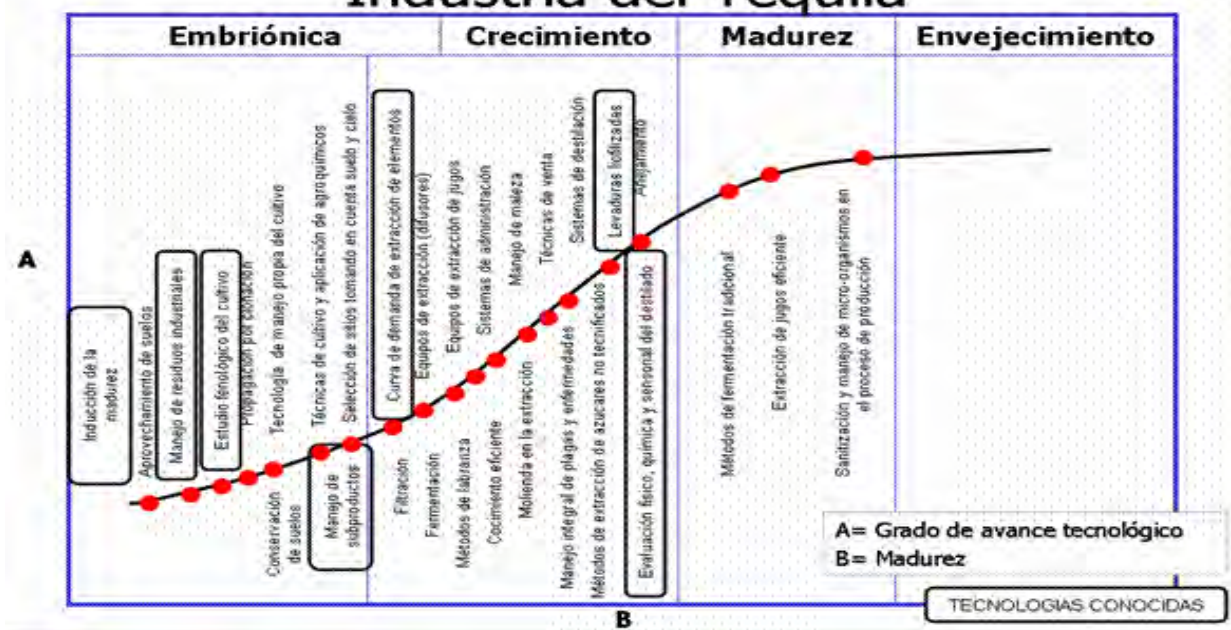 Industria del Tequila
Embriónica
Crecimiento
Madurez
Envejecimiento
A
Inducción de la
madurez
Aprovechamiento de suelos
Manejo de residuos industriales
Estudio fenológico del cultivo
Propagación por clonación
Tecnología de manejo propia del cultivo
Técnicas de cultivo y aplicación de agroquímicos
Selección de sitios tomando en cuenta suelo y cielo
Curva de demanda de extracción de elementos
Equipos de extracción (difusores)
Equipos de extracción de jugos
Sistemas de administración
Manejo de maleza
Técnicas de venta
Sistemas de destilación
Levaduras liofilizadas
Añejamiento
Conservación
de suelos
Manejo de
subproductos
Filtración
Fermentación
Métodos de labranza
Cocimiento eficiente
Molienda en la extracción
Manejo integral de plagas y enfermedades
Métodos de extracción de azucares no tecnificados
Evaluación físico, química y sensorial del destilado
Métodos de fermentación tradicional
Extracción de jugos eficiente
Sanitización y manejo de micro-organismos en
el proceso de producción
A= Grado de avance tecnológico
B= Madurez
TECNOLOGIAS CONOCIDAS
B